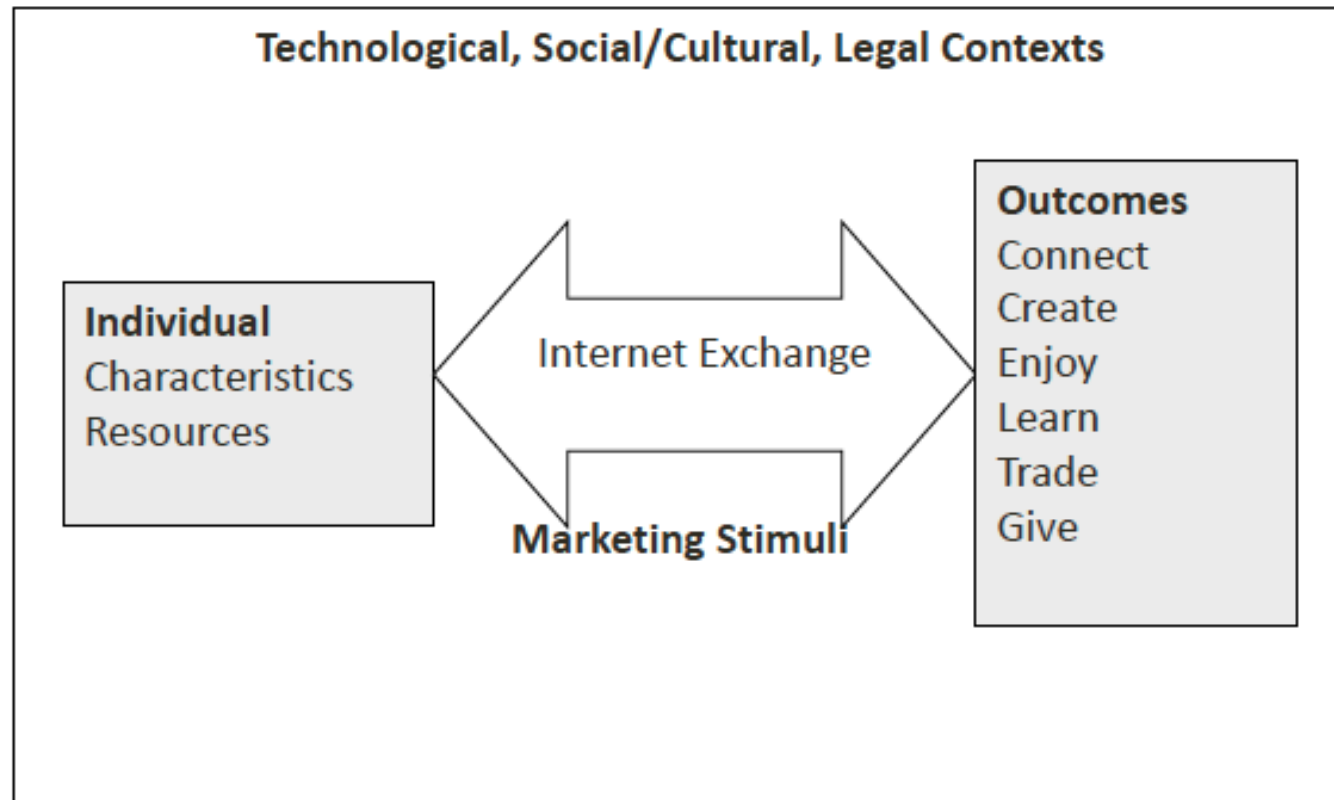 Technological, Social/Cultural, Legal Contexts
Individual
Characteristics
Resources
Internet Exchange
Marketing Stimuli
Outcomes
Connect
Create
Enjoy
Learn
Trade
Give